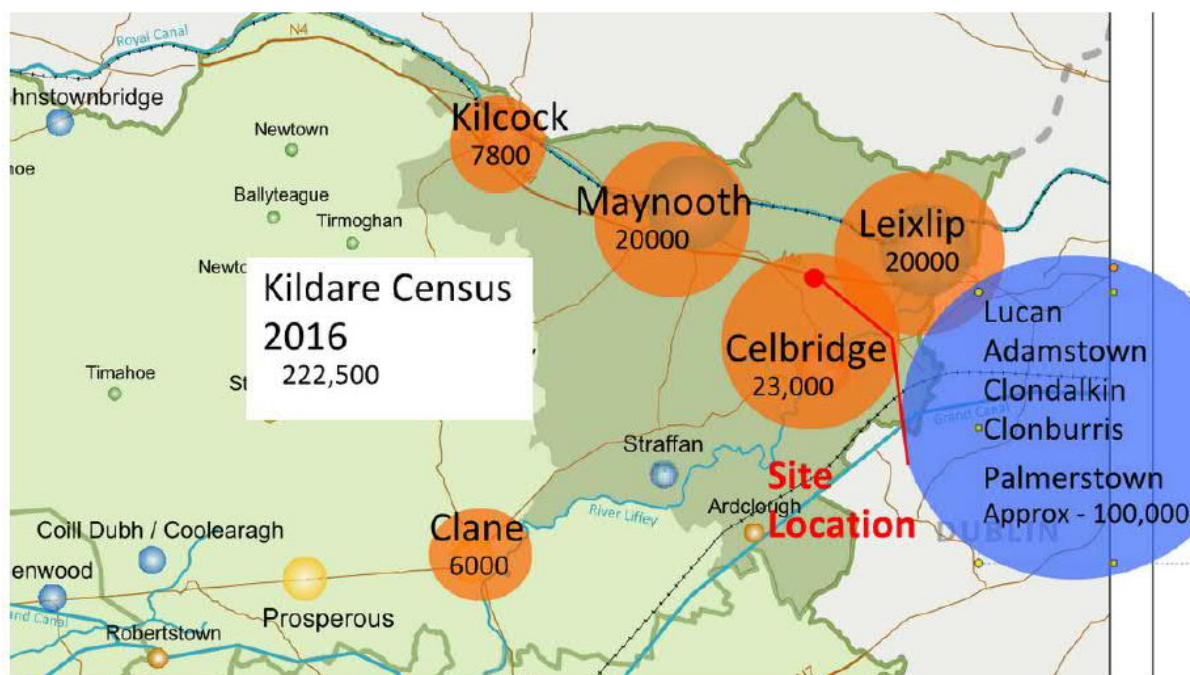 Royal Canal
N4
hnstownbridge
Newtown
Kilcock
7800
hoe
Ballyteague
Tirmoghan
Maynooth
20000
Leixlip
20000
Newto
Kildare Census
2016
222,500
Celbridge
23,000
Lucan
Adamstown
Clondalkin
Clonburris
Palmerstown
Approx - 100,000
Timahoe
St
Grand Canal
Straffan
Site
Location
DUBLIN
River Liffey
Ardclough
Clane
6000
Coill Dubh / Coolearagh
enwood
Prosperous
and Canal
Robertstown